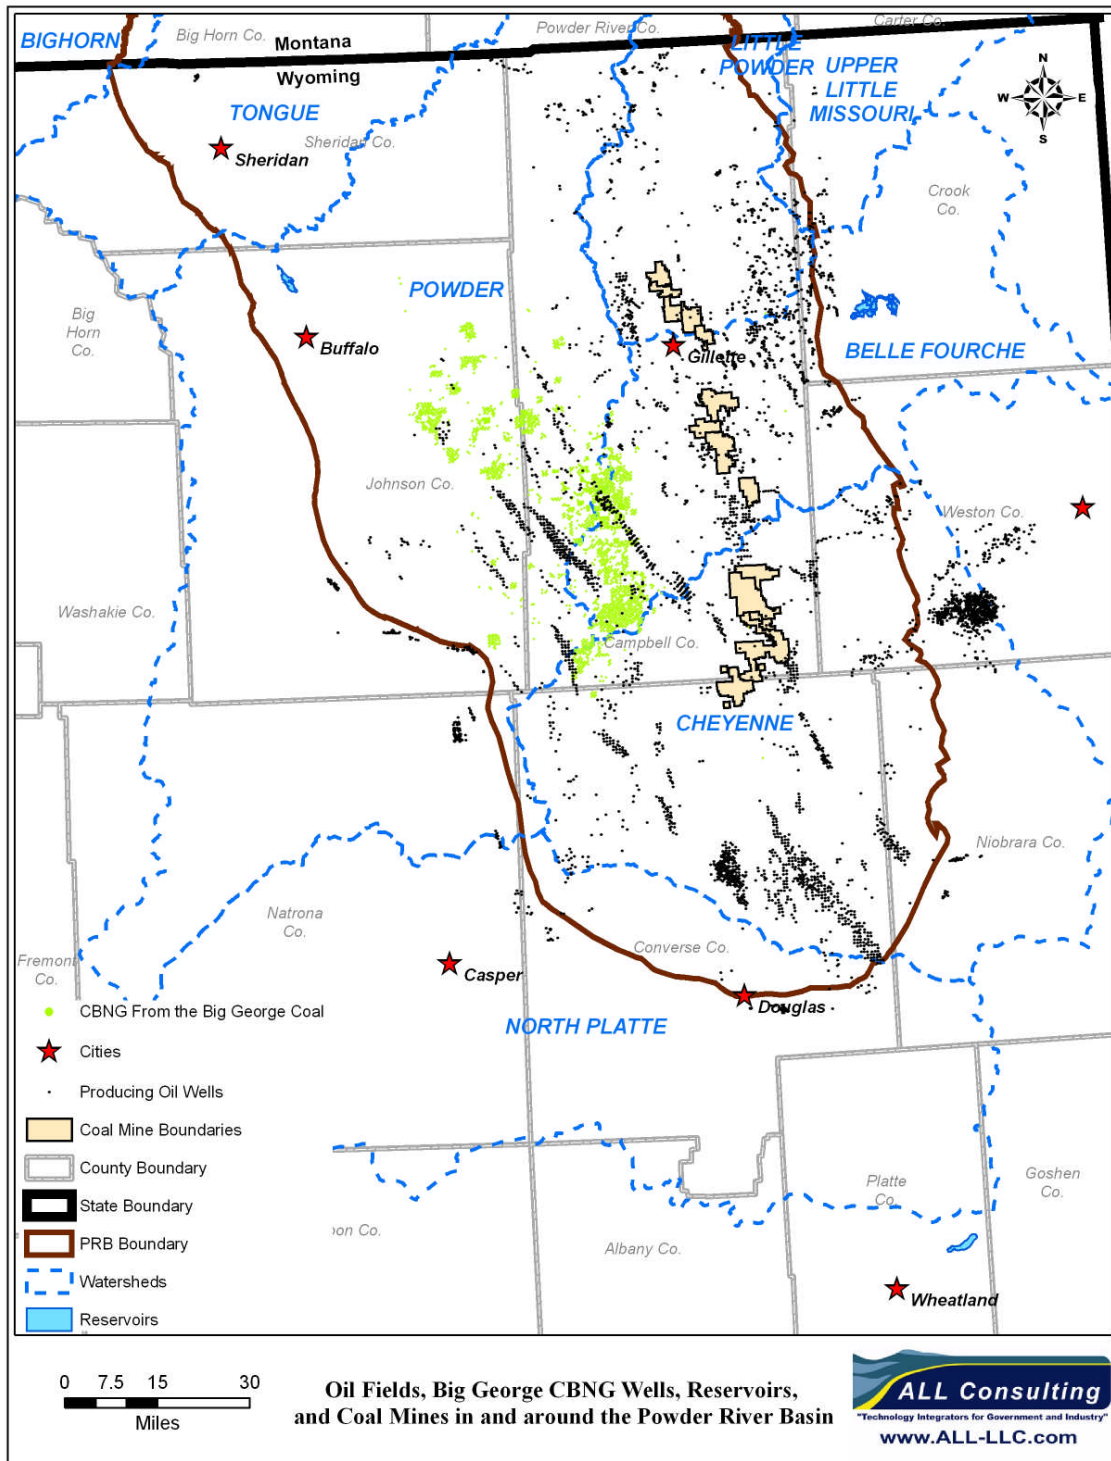 BIGHORN
Big Horn Co.
Montana
Powder River Co.
Carter Co.
Wyoming
LITTLE
POWDER
UPPER
LITTLE
MISSOURI
N
W
E
S
TONGUE
Sheridan Co.
Sheridan
Crook
Co.
POWDER
Big
Horn
Co.
Buffalo
Gillette
BELLE FOURCHE
Johnson Co.
Weston Co.
Washakie Co.
Campbell Co.
CHEYENNE
Niobrara Co.
Natrona
Co.
Converse Co.
Fremont
Co.
Casper
Douglas
NORTH PLATTE
CBNG From the Big George Coal
Cities
Producing Oil Wells
Coal Mine Boundaries
County Boundary
State Boundary
PRB Boundary
Watersheds
Reservoirs
Platte
Co.
Goshen
Co.
on Co.
Albany Co.
Wheatland
0 7.5 15 30
Miles
Oil Fields, Big George CBNG Wells, Reservoirs,
and Coal Mines in and around the Powder River Basin
ALL Consulting
"Technology Integrators for Government and Industry"
www.ALL-LLC.com